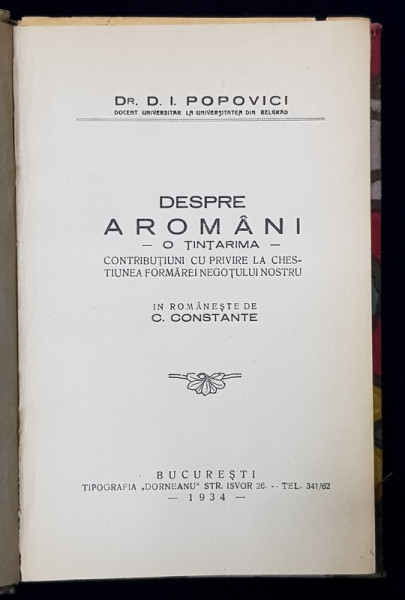 DR. D. I. POPOVICI
DOCENT UNIVERSITAR LA UNIVERSITATEA DIN BELGRAD
DESPRE
AROMÂNI
— O ȚINȚARIMA —
CONTRIBUȚIUNI CU PRIVIRE LA CHES-
TIUNEA FORMĂREI NEGOȚULUI NOSTRU
IN ROMÂNEȘTE DE
C. CONSTANTE
BUCUREȘTI
TIPOGRAFIA „DORNEANU" STR. ISVOR 26. -- TEL. 341/62
— 1934 —